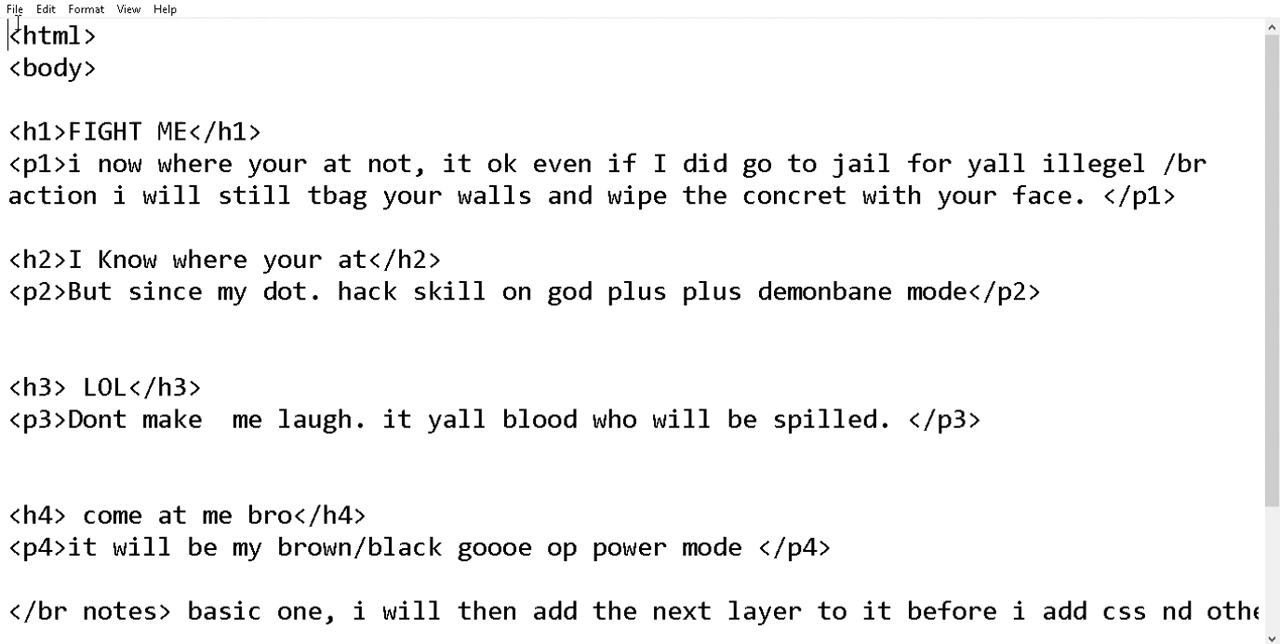 File Edit Format View Help
<html>
<body>
<h1>FIGHT ME</h1>
<p1>i now where your at not, it ok even if I did go to jail for yall illegel /br
action i will still tbag your walls and wipe the concret with your face. </p1>
<h2>I Know where your at</h2>
<p2>But since my dot. hack skill on god plus plus demonbane mode</p2>
<h3> LOL</h3>
<p3>Dont make  me laugh. it yall blood who will be spilled. </p3>
<h4> come at me bro</h4>
<p4>it will be my brown/black goooe op power mode </p4>
</br notes> basic one, i will then add the next layer to it before i add css nd